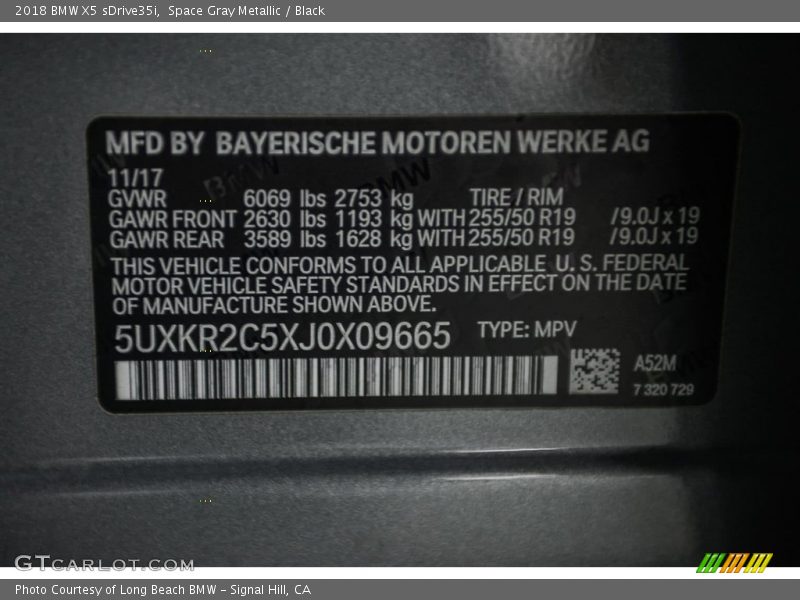 2018 BMW X5 sDrive35i,  Space Gray Metallic / Black
MFD BY BAYERISCHE MOTOREN WERKE AG
11/17
GVWR 6069 lbs 2753 kg TIRE / RIM
GAWR FRONT 2630 lbs 1193 kg WITH 255/50 R19 /9.0J x 19
GAWR REAR 3589 lbs 1628 kg WITH 255/50 R19 /9.0J x 19
THIS VEHICLE CONFORMS TO ALL APPLICABLE U. S. FEDERAL
MOTOR VEHICLE SAFETY STANDARDS IN EFFECT ON THE DATE
OF MANUFACTURE SHOWN ABOVE.
5UXKR2C5XJ0X09665 TYPE: MPV
A52M
7 320 729
GTCARLOT.COM
Photo Courtesy of Long Beach BMW – Signal Hill, CA